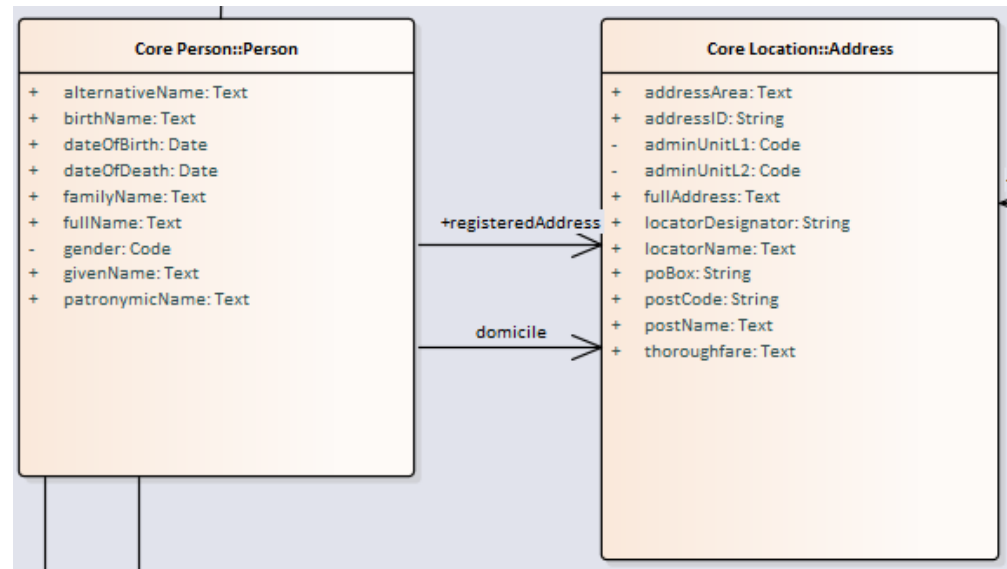 Core Person::Person
+ alternativeName: Text
+ birthName: Text
+ dateOfBirth: Date
+ dateOfDeath: Date
+ familyName: Text
+ fullName: Text
- gender: Code
+ givenName: Text
+ patronymicName: Text
+registeredAddress
domicile
Core Location::Address
+ addressArea: Text
+ addressID: String
- adminUnitL1: Code
- adminUnitL2: Code
+ fullAddress: Text
+ locatorDesignator: String
+ locatorName: Text
+ poBox: String
+ postCode: String
+ postName: Text
+ thoroughfare: Text